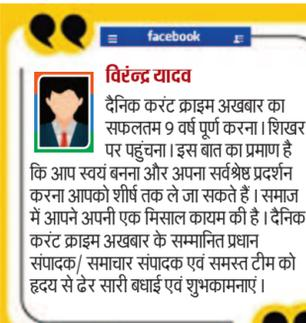 facebook
विरेन्द्र यादव
दैनिक करंट क्राइम अखबार का
सफलतम 9 वर्ष पूर्ण करना। शिखर
पर पहुंचना। इस बात का प्रमाण है
कि आप स्वयं बनना और अपना सर्वश्रेष्ठ प्रदर्शन
करना आपको शीर्ष तक ले जा सकते हैं। समाज
में आपने अपनी एक मिसाल कायम की है। दैनिक
करंट क्राइम अखबार के सम्मानित प्रधान
संपादक/ समाचार संपादक एवं समस्त टीम को
हृदय से ढेर सारी बधाई एवं शुभकामनाएं।